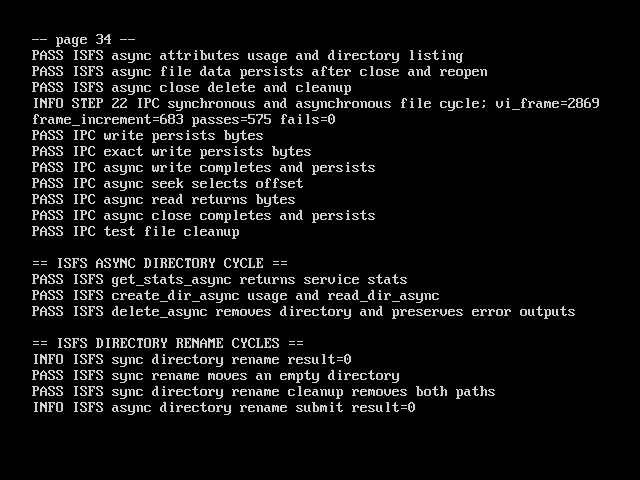 -- page 34 --
PASS ISFS async attributes usage and directory listing
PASS ISFS async file data persists after close and reopen
PASS ISFS async close delete and cleanup
INFO STEP 22 IPC synchronous and asynchronous file cycle; vi_frame=2869
frame_increment=683 passes=575 fails=0
PASS IPC write persists bytes
PASS IPC exact write persists bytes
PASS IPC async write completes and persists
PASS IPC async seek selects offset
PASS IPC async read returns bytes
PASS IPC async close completes and persists
PASS IPC test file cleanup
== ISFS ASYNC DIRECTORY CYCLE ==
PASS ISFS get_stats_async returns service stats
PASS ISFS create_dir_async usage and read_dir_async
PASS ISFS delete_async removes directory and preserves error outputs
== ISFS DIRECTORY RENAME CYCLES ==
INFO ISFS sync directory rename result=0
PASS ISFS sync rename moves an empty directory
PASS ISFS sync directory rename cleanup removes both paths
INFO ISFS async directory rename submit result=0